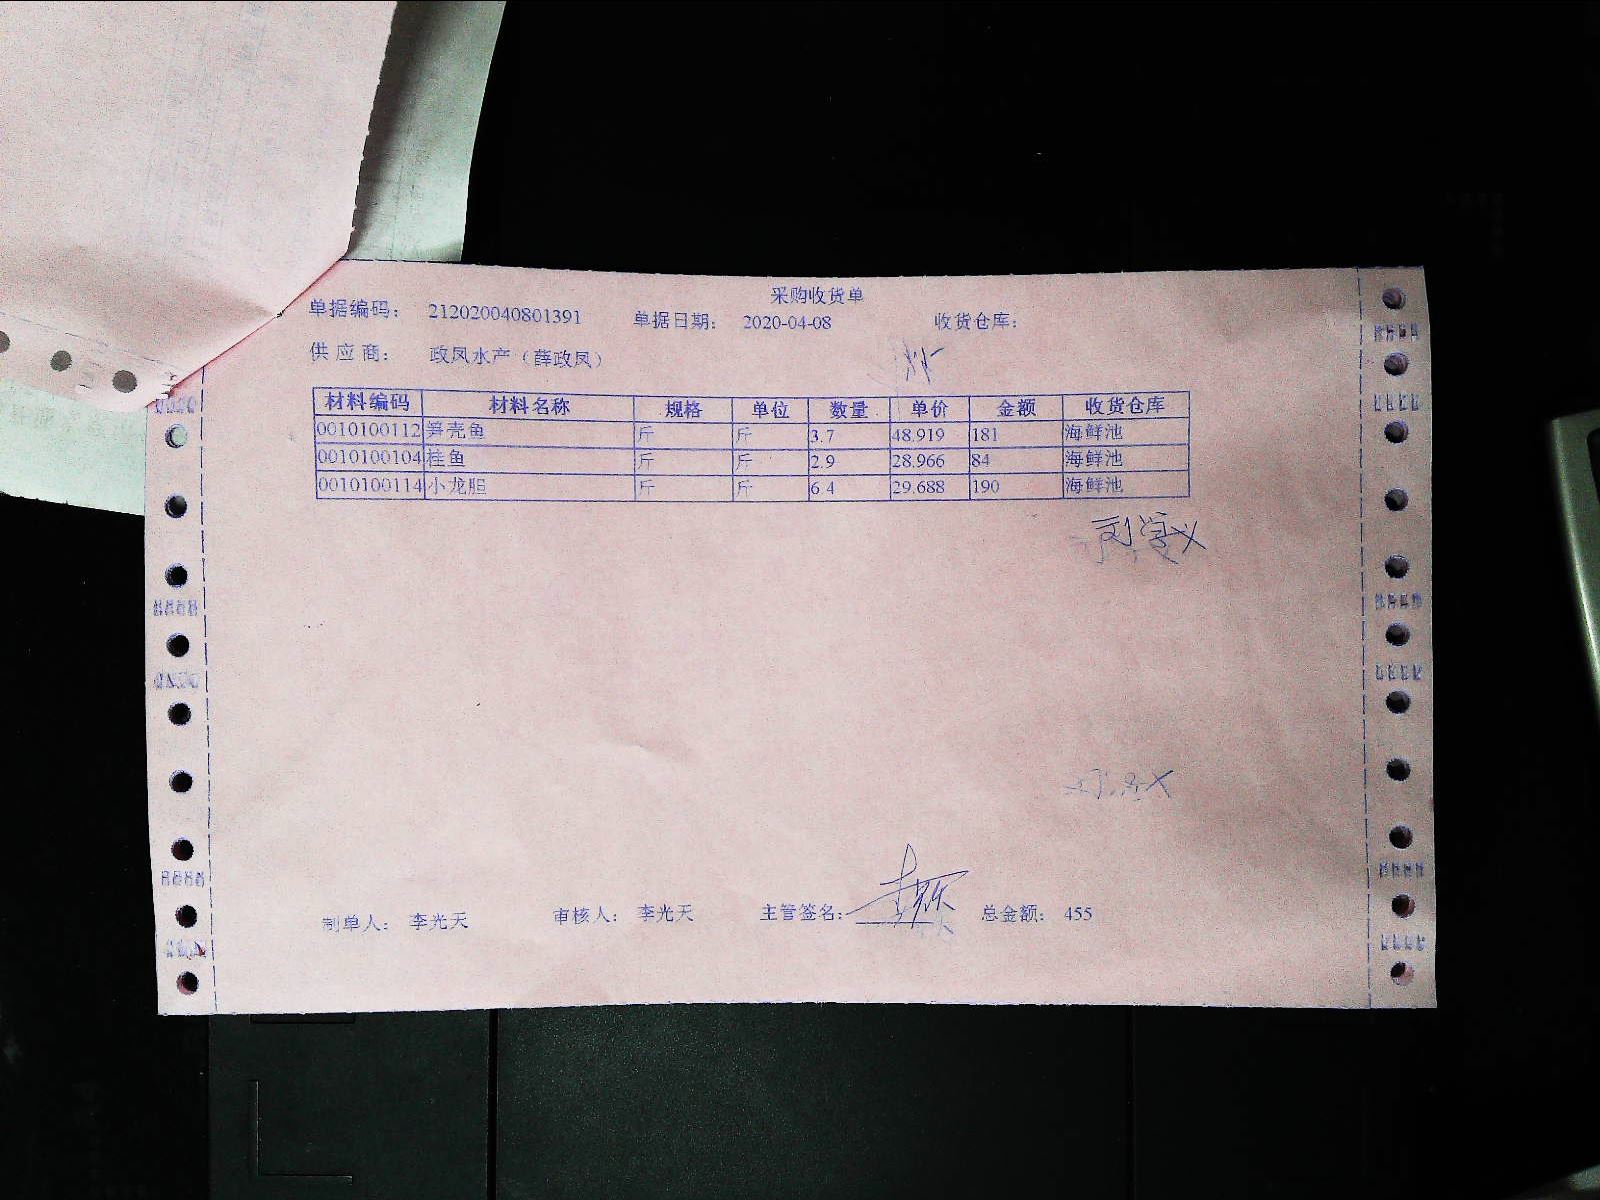 采购收货单
单据编码： 212020040801391 单据日期： 2020-04-08 收货仓库：
供应商： 政凤水产（薛政凤）
材料编码 材料名称 规格 单位 数量 单价 金额 收货仓库
0010100112 笋壳鱼 斤 斤 3.7 48.919 181 海鲜池
0010100104 桂鱼 斤 斤 2.9 28.966 84 海鲜池
0010100114 小龙胆 斤 斤 6.4 29.688 190 海鲜池
制单人： 李光天 审核人： 李光天 主管签名： 总金额： 455